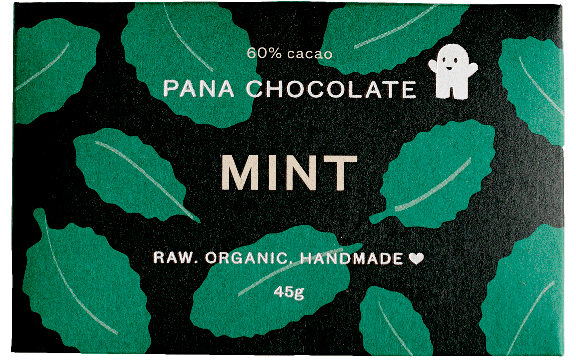 60% cacao
PANA CHOCOLATE
MINT
RAW. ORGANIC. HANDMADE ♥
45g